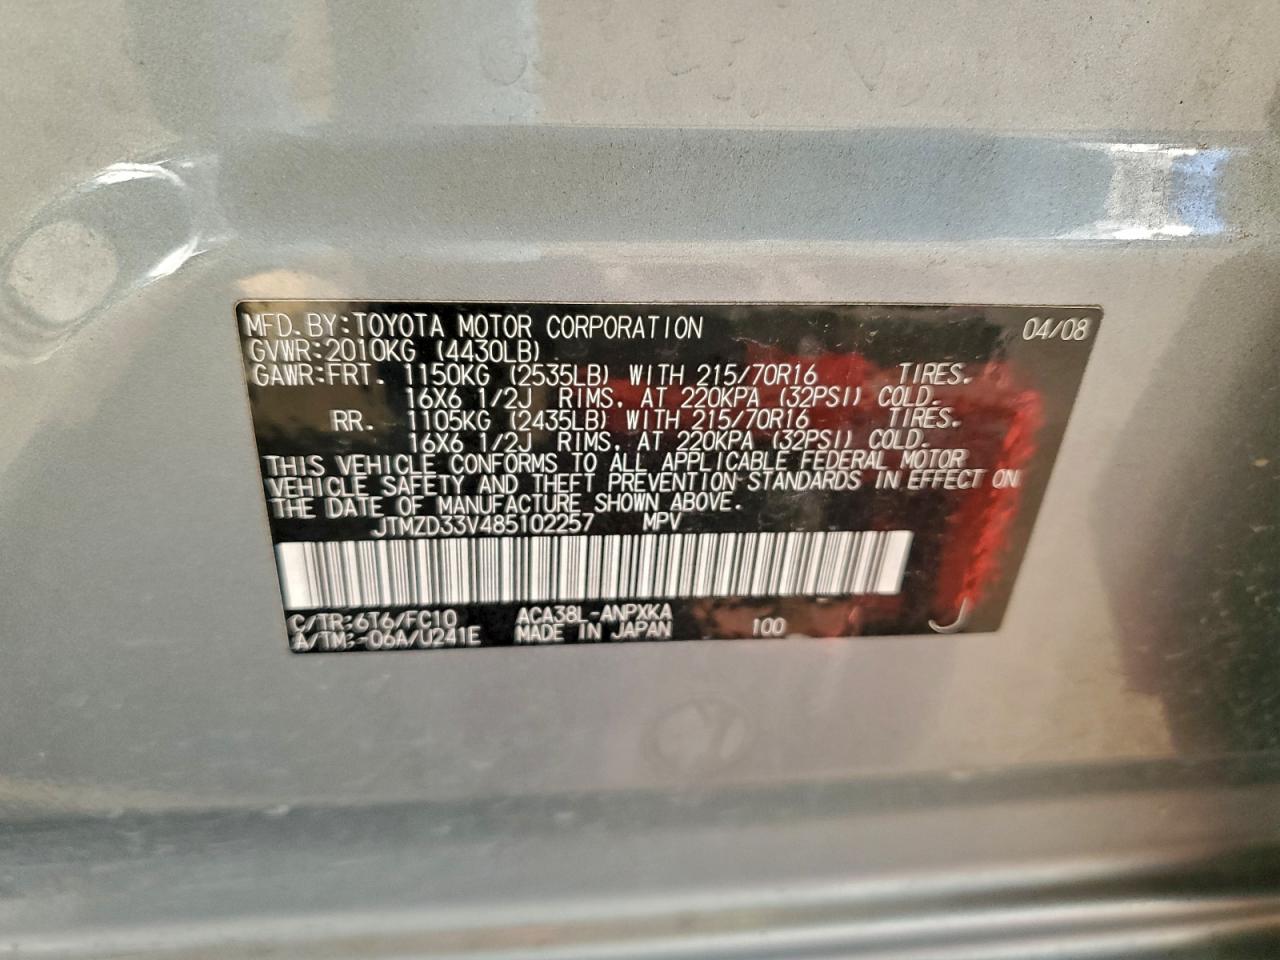 MFD.BY:TOYOTA MOTOR CORPORATION 04/08
GVWR:2010KG (4430LB)
GAWR:FRT. 1150KG (2535LB) WITH 215/70R16 TIRES.
16X6 1/2J RIMS, AT 220KPA (32PSI) COLD.
RR. 1105KG (2435LB) WITH 215/70R16 TIRES.
16X6 1/2J RIMS, AT 220KPA (32PSI) COLD.
THIS VEHICLE CONFORMS TO ALL APPLICABLE FEDERAL MOTOR
VEHICLE SAFETY AND THEFT PREVENTION STANDARDS IN EFFECT ON
THE DATE OF MANUFACTURE SHOWN ABOVE.
JTMZD33V485102257 MPV
C/TR:6T6/FC10 ACA38L-ANPXKA
A/TM:-06A/U241E MADE IN JAPAN 100 J